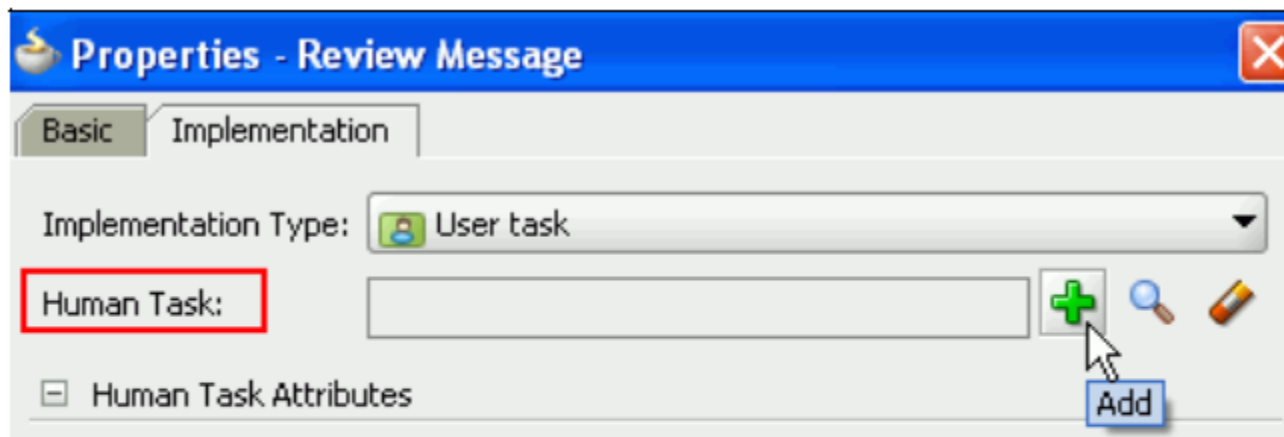 Properties - Review Message
Basic Implementation
Implementation Type: User task
Human Task:
Human Task Attributes
Add